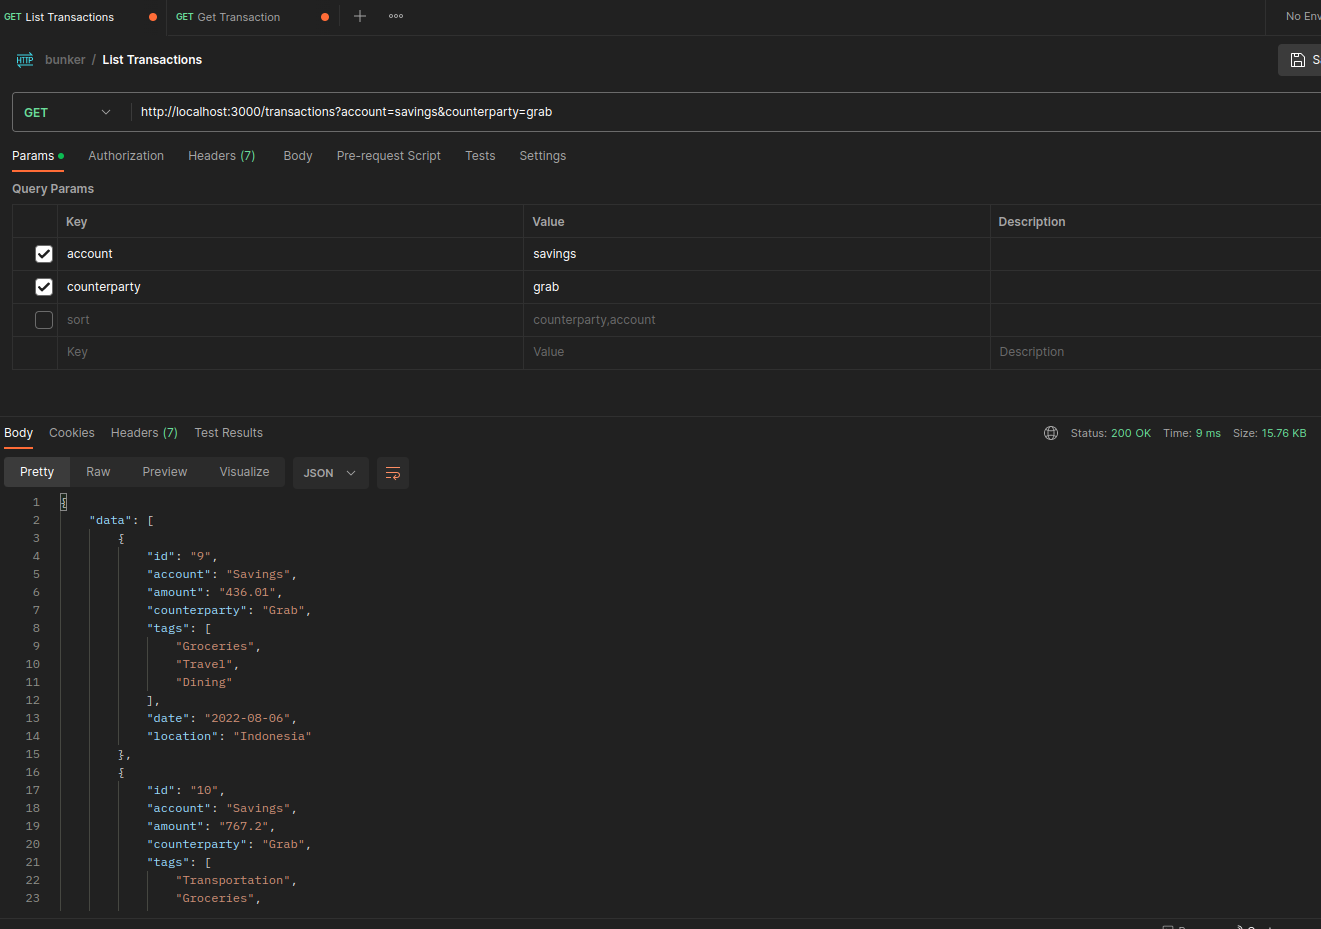 GET List Transactions GET Get Transaction No Env
HTTP bunker / List Transactions
GET http://localhost:3000/transactions?account=savings&counterparty=grab
Params Authorization Headers (7) Body Pre-request Script Tests Settings
Query Params
Key Value Description
account savings
counterparty grab
sort counterparty,account
Key Value Description
Body Cookies Headers (7) Test Results Status: 200 OK Time: 9 ms Size: 15.76 KB
Pretty Raw Preview Visualize JSON
1 {
2 "data": [
3 {
4 "id": "9",
5 "account": "Savings",
6 "amount": "436.01",
7 "counterparty": "Grab",
8 "tags": [
9 "Groceries",
10 "Travel",
11 "Dining"
12 ],
13 "date": "2022-08-06",
14 "location": "Indonesia"
15 },
16 {
17 "id": "10",
18 "account": "Savings",
19 "amount": "767.2",
20 "counterparty": "Grab",
21 "tags": [
22 "Transportation",
23 "Groceries",